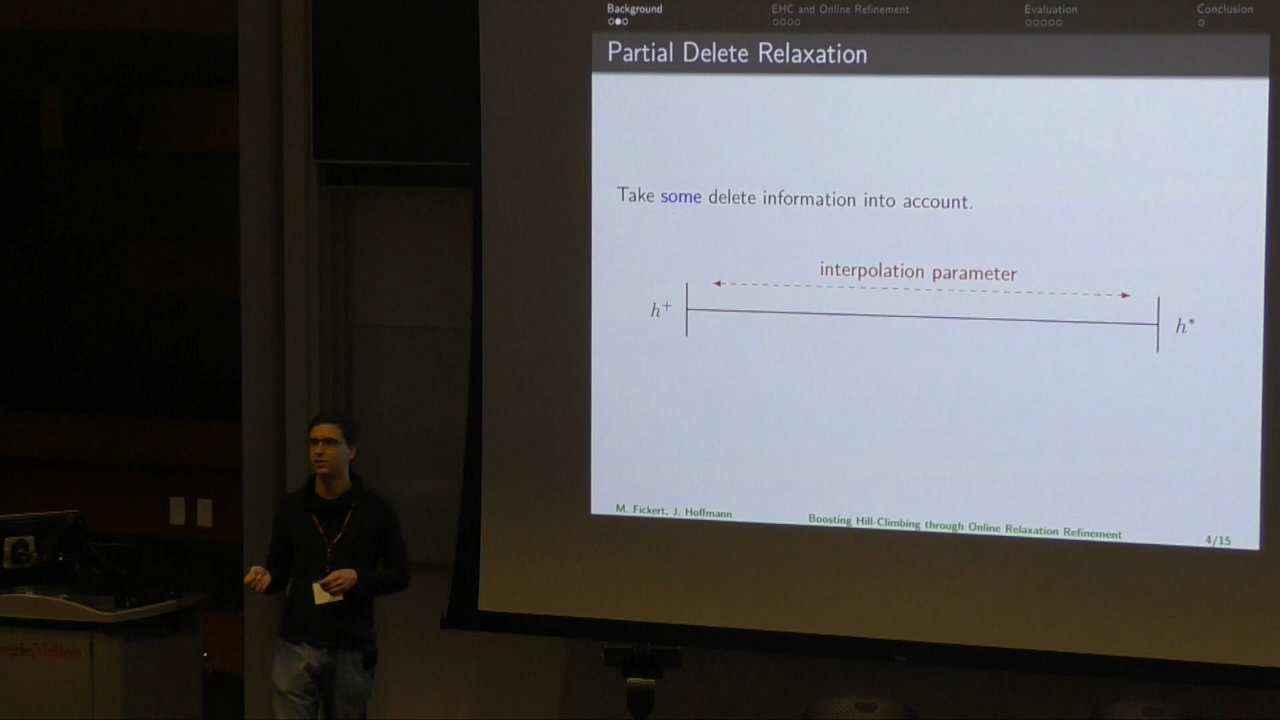 Background
EHC and Online Refinement
Evaluation
Conclusion
Partial Delete Relaxation
Take some delete information into account.
interpolation parameter
h⁺
h*
M. Fickert, J. Hoffmann
Boosting Hill-Climbing through Online Relaxation Refinement
4/15